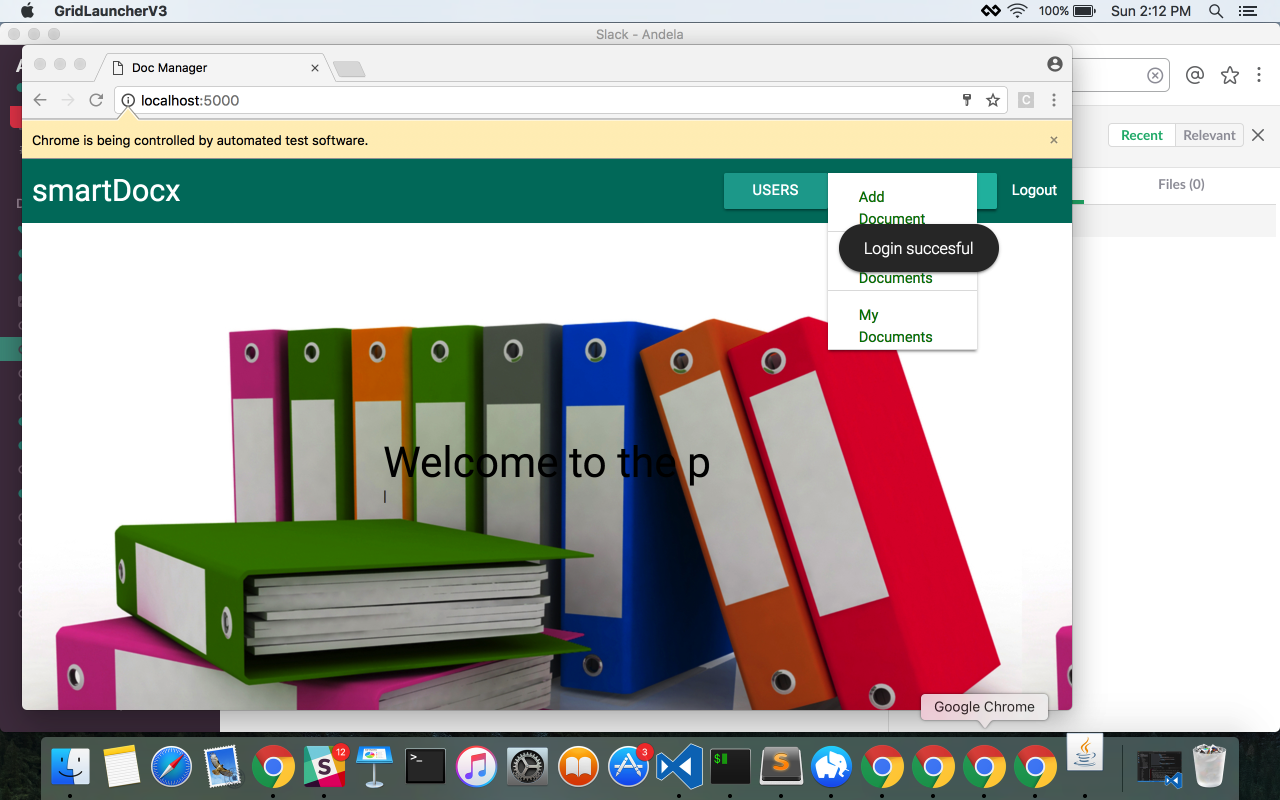 GridLauncherV3
100%
Sun 2:12 PM
Slack - Andela
Doc Manager
localhost:5000
Chrome is being controlled by automated test software.
Recent
Relevant
smartDocx
USERS
Add
Document
Logout
Files (0)
Login succesful
Documents
My
Documents
Welcome to the p
Google Chrome
12
3